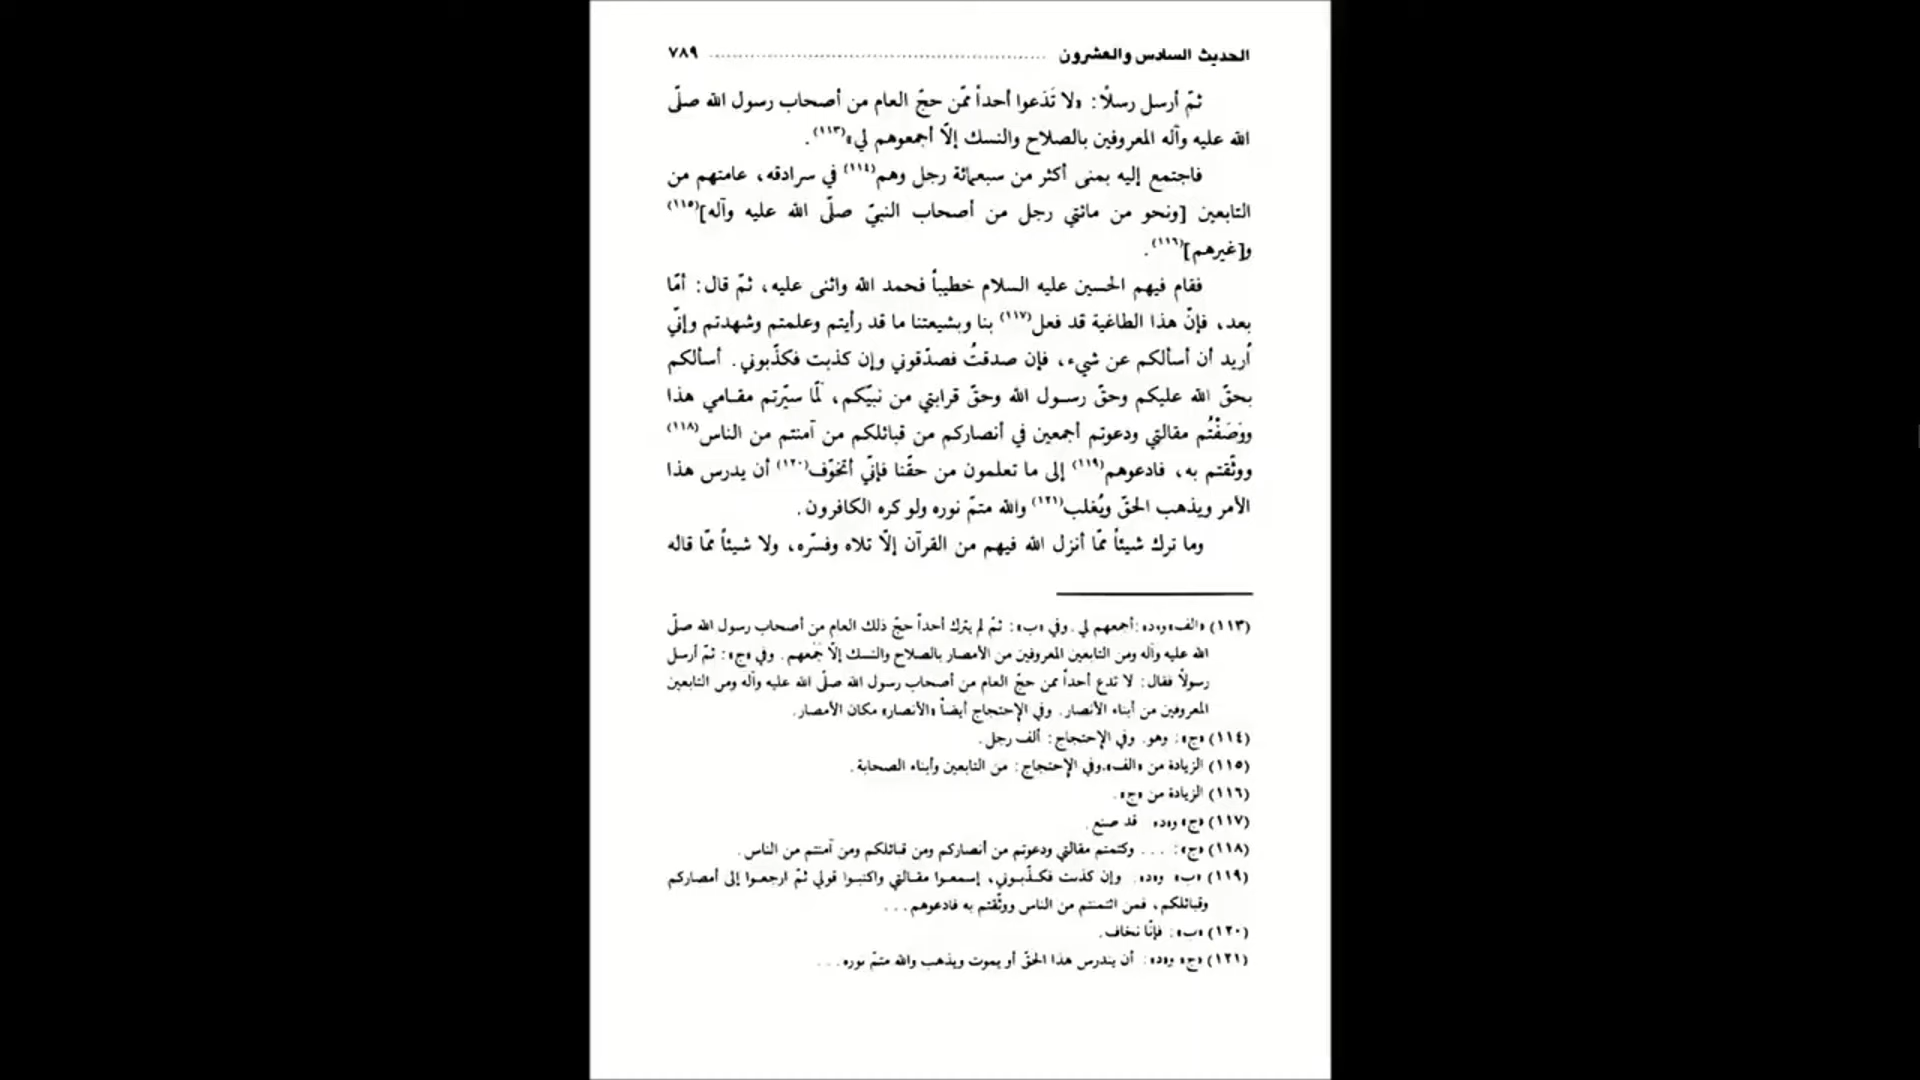 الحديث السادس والعشرون ........................................ ٧٨٩
ثمّ أرسل رسلًا: «لا تَدَعوا أحداً ممّن حجّ العام من أصحاب رسول الله صلّى
الله عليه وآله المعروفين بالصلاح والنسك إلّا أجمعوهم لي»(١١٣).
فاجتمع إليه بمنى أكثر من سبعمائة رجل وهم(١١٤) في سرادقه، عامتهم من
التابعين [ونحو من مائتي رجل من أصحاب النبيّ صلّى الله عليه وآله](١١٥)
و[غيرهم](١١٦).
فقام فيهم الحسين عليه السلام خطيباً فحمد الله واثنى عليه، ثمّ قال: أمّا
بعد، فإنّ هذا الطاغية قد فعل(١١٧) بنا وبشيعتنا ما قد رأيتم وعلمتم وشهدتم وإنّي
أُريد أن أسألكم عن شيء، فإن صدقتُ فصدّقوني وإن كذبت فكذّبوني. أسألكم
بحقّ الله عليكم وحقّ رسول الله وحقّ قرابتي من نبيّكم، لمّا سيّرتم مقامي هذا
ووَصَفْتُم مقالتي ودعوتم أجمعين في أنصاركم من قبائلكم من آمنتم من الناس(١١٨)
ووثّقتم به، فادعوهم(١١٩) إلى ما تعلمون من حقّنا فإنّي أتخوّف(١٢٠) أن يدرس هذا
الأمر ويذهب الحقّ ويُغلب(١٢١) والله متمّ نوره ولو كره الكافرون.
وما ترك شيئاً ممّا أنزل الله فيهم من القرآن إلّا تلاه وفسّره، ولا شيئاً ممّا قاله
(١١٣) «الف» و«د»: أجمعهم لي. وفي «ب»: ثمّ لم يترك أحداً حجّ ذلك العام من أصحاب رسول الله صلّى
الله عليه وآله ومن التابعين المعروفين من الأمصار بالصلاح والنسك إلّا جَمَعهم. وفي «ج»: ثمّ أرسل
رسولاً فقال: لا تدع أحداً ممن حجّ العام من أصحاب رسول الله صلّى الله عليه وآله ومن التابعين
المعروفين من أبناء الأنصار. وفي الإحتجاج أيضاً «الأنصار» مكان الأمصار.
(١١٤) «ج»: وهو. وفي الإحتجاج: ألف رجل.
(١١٥) الزيادة من «الف». وفي الإحتجاج: من التابعين وأبناء الصحابة.
(١١٦) الزيادة من «ج».
(١١٧) «ج» و«د» قد صنع.
(١١٨) «ج»: ... وكتمتم مقالتي ودعوتم من أنصاركم ومن قبائلكم ومن آمنتم من الناس.
(١١٩) «ب» و«د»: وإن كذبت فكذّبوني، إسمعوا مقالتي واكتبوا قولي ثمّ ارجعوا إلى أمصاركم
وقبائلكم، فمن ائتمنتم من الناس ووثّقتم به فادعوهم...
(١٢٠) «ب»: فإنّا نخاف.
(١٢١) «ج» و«د»: أن يندرس هذا الحقّ أو يموت ويذهب والله متمّ نوره...